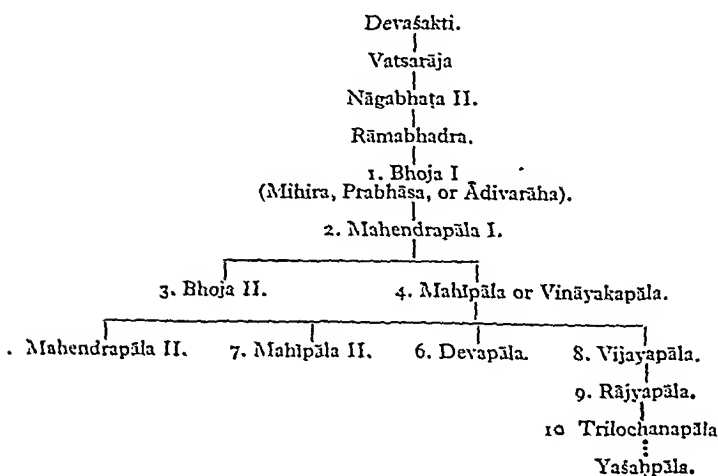 Devaśakti.
Vatsarāja
Nāgabhaṭa II.
Rāmabhadra.
1. Bhoja I
(Mihira, Prabhāsa, or Ādivarāha).
2. Mahendrapāla I.
3. Bhoja II. 4. Mahīpāla or Vināyakapāla.
. Mahendrapāla II. 7. Mahīpāla II. 6. Devapāla. 8. Vijayapāla.
9. Rājyapāla.
10 Trilochanapāla
Yaśaḥpāla.